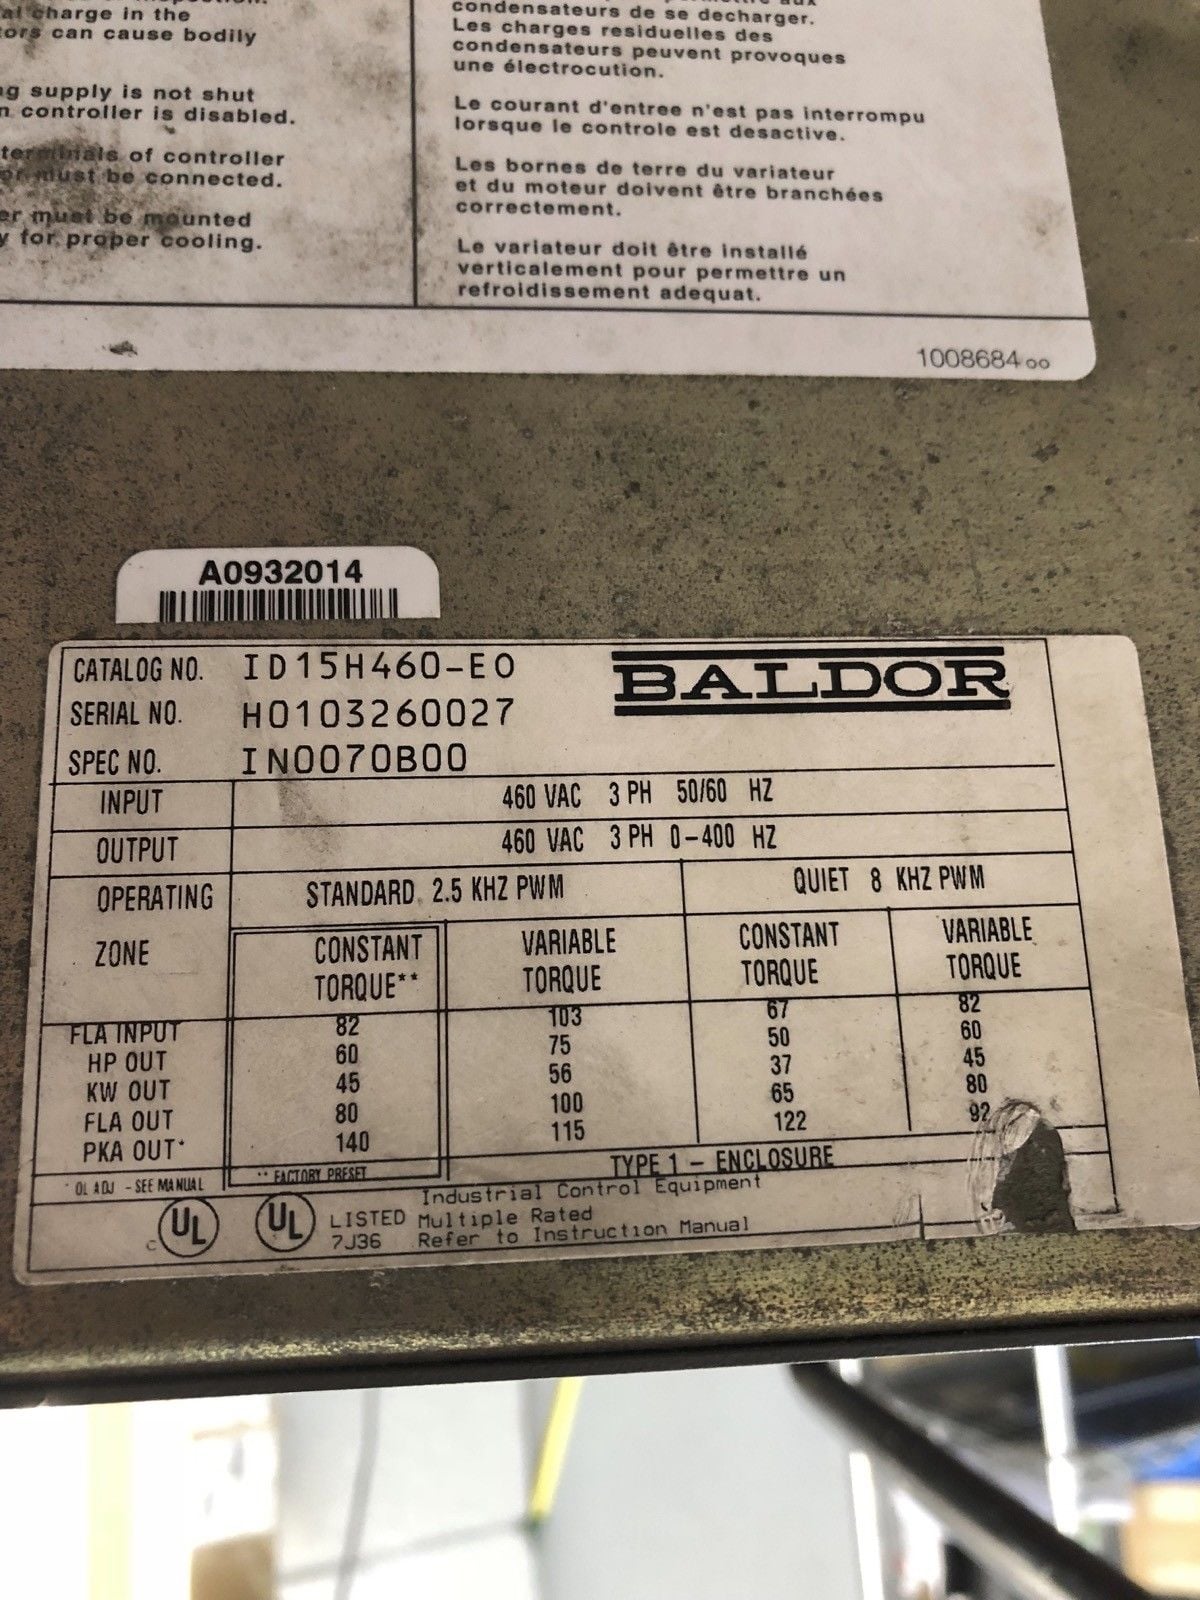 al charge in the
tors can cause bodily
supply is not shut
controller is disabled.
terminals of controller
or must be connected.
must be mounted
for proper cooling.
condensateurs de se decharger.
Les charges residuelles des
condensateurs peuvent provoques
une électrocution.
Le courant d'entree n'est pas interrompu
lorsque le controle est desactive.
Les bornes de terre du variateur
et du moteur doivent être branchées
correctement.
Le variateur doit être installé
verticalement pour permettre un
refroidissement adequat.
1008684 00
A0932014
CATALOG NO. ID15H460-EO
BALDOR
SERIAL NO. H0103260027
SPEC NO. IN0070B00
INPUT 460 VAC 3 PH 50/60 HZ
OUTPUT 460 VAC 3 PH 0-400 HZ
OPERATING STANDARD 2.5 KHZ PWM QUIET 8 KHZ PWM
ZONE CONSTANT VARIABLE CONSTANT VARIABLE
TORQUE** TORQUE TORQUE TORQUE
FLA INPUT 82 103 67 82
HP OUT 60 75 50 60
KW OUT 45 56 37 45
FLA OUT 80 100 65 80
PKA OUT* 140 115 122 92
* OL ADJ - SEE MANUAL ** FACTORY PRESET TYPE 1 - ENCLOSURE
Industrial Control Equipment
c UL UL LISTED Multiple Rated
7J36 Refer to Instruction Manual